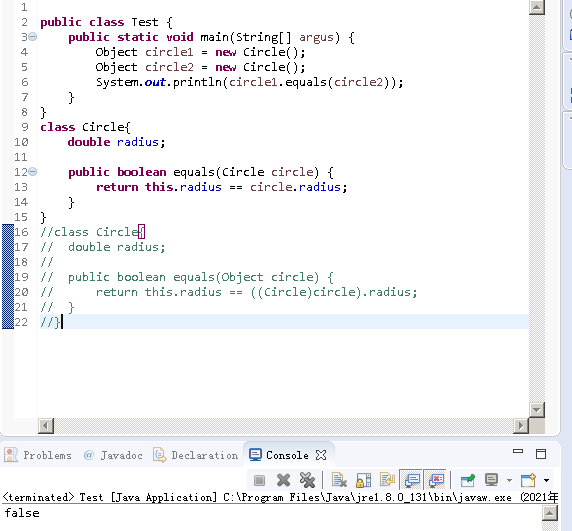 1
2 public class Test {
3 public static void main(String[] argus) {
4 Object circle1 = new Circle();
5 Object circle2 = new Circle();
6 System.out.println(circle1.equals(circle2));
7 }
8 }
9 class Circle{
10 double radius;
11
12 public boolean equals(Circle circle) {
13 return this.radius == circle.radius;
14 }
15 }
16 //class Circle{
17 // double radius;
18 //
19 // public boolean equals(Object circle) {
20 // return this.radius == ((Circle)circle).radius;
21 // }
22 //}
Problems @ Javadoc Declaration Console
<terminated> Test [Java Application] C:\Program Files\Java\jre1.8.0_131\bin\javaw.exe (2021年
false